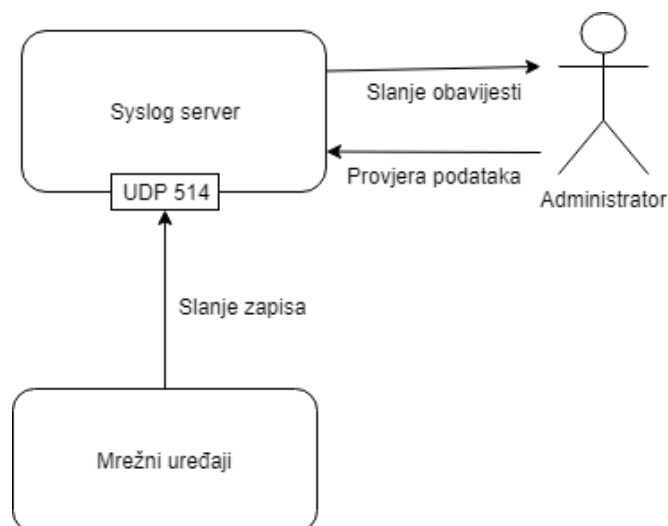 Syslog server
Slanje obavijesti
Provjera podataka
UDP 514
Administrator
Slanje zapisa
Mrežni uređaji